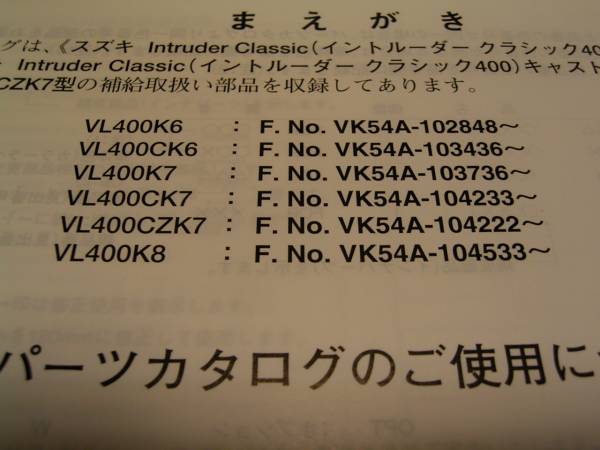 まえがき
グは、《スズキ Intruder Classic(イントルーダー クラシック40
Intruder Classic(イントルーダー クラシック400)キャスト
CZK7型の補給取扱い部品を収録してあります。
VL400K6 : F. No. VK54A-102848〜
VL400CK6 : F. No. VK54A-103436〜
VL400K7 : F. No. VK54A-103736〜
VL400CK7 : F. No. VK54A-104233〜
VL400CZK7 : F. No. VK54A-104222〜
VL400K8 : F. No. VK54A-104533〜
パーツカタログのご使用に